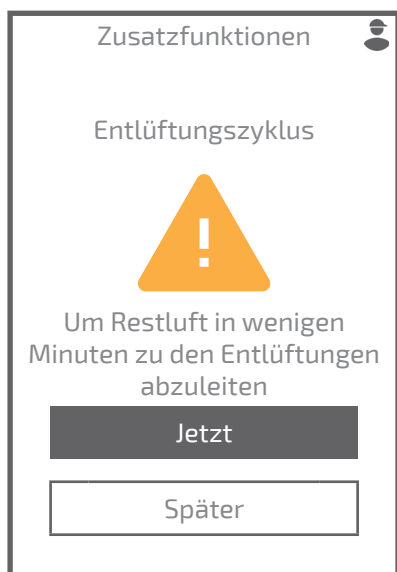 Zusatzfunktionen
Entlüftungszyklus
!
Um Restluft in wenigen
Minuten zu den Entlüftungen
abzuleiten
Jetzt
Später